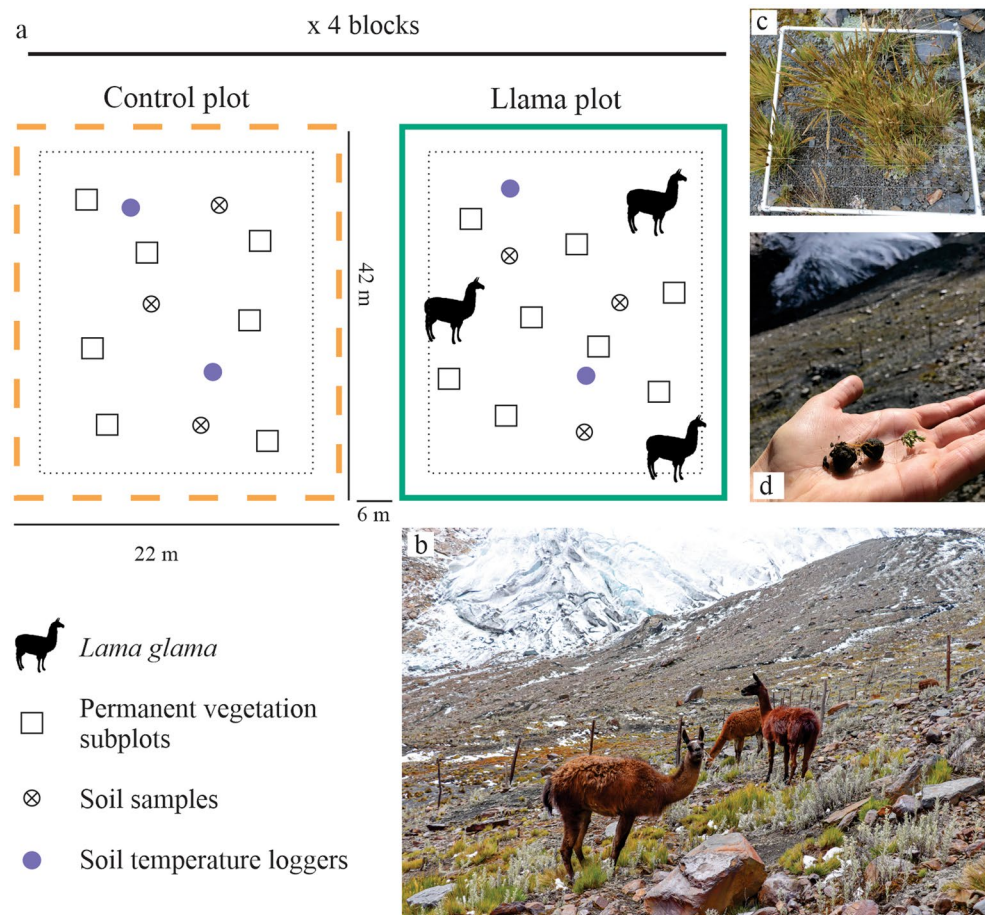 a
x 4 blocks
Control plot
Llama plot
42 m
6 m
22 m
Lama glama
Permanent vegetation
subplots
Soil samples
Soil temperature loggers
c
d
b